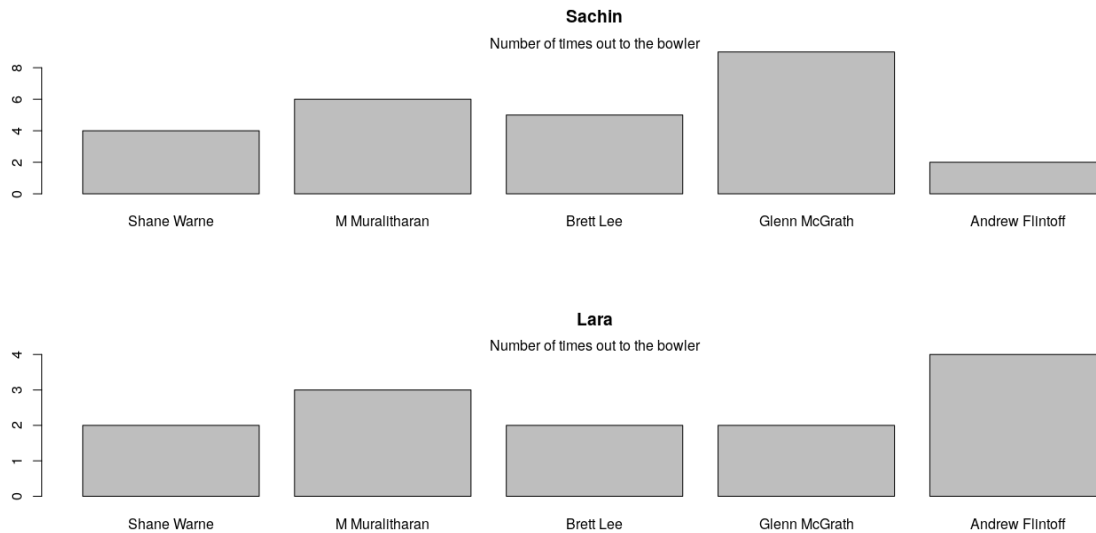 Sachin
Number of times out to the bowler
8
6
4
2
0
Shane Warne M Muralitharan Brett Lee Glenn McGrath Andrew Flintoff
Lara
Number of times out to the bowler
4
3
2
1
0
Shane Warne M Muralitharan Brett Lee Glenn McGrath Andrew Flintoff